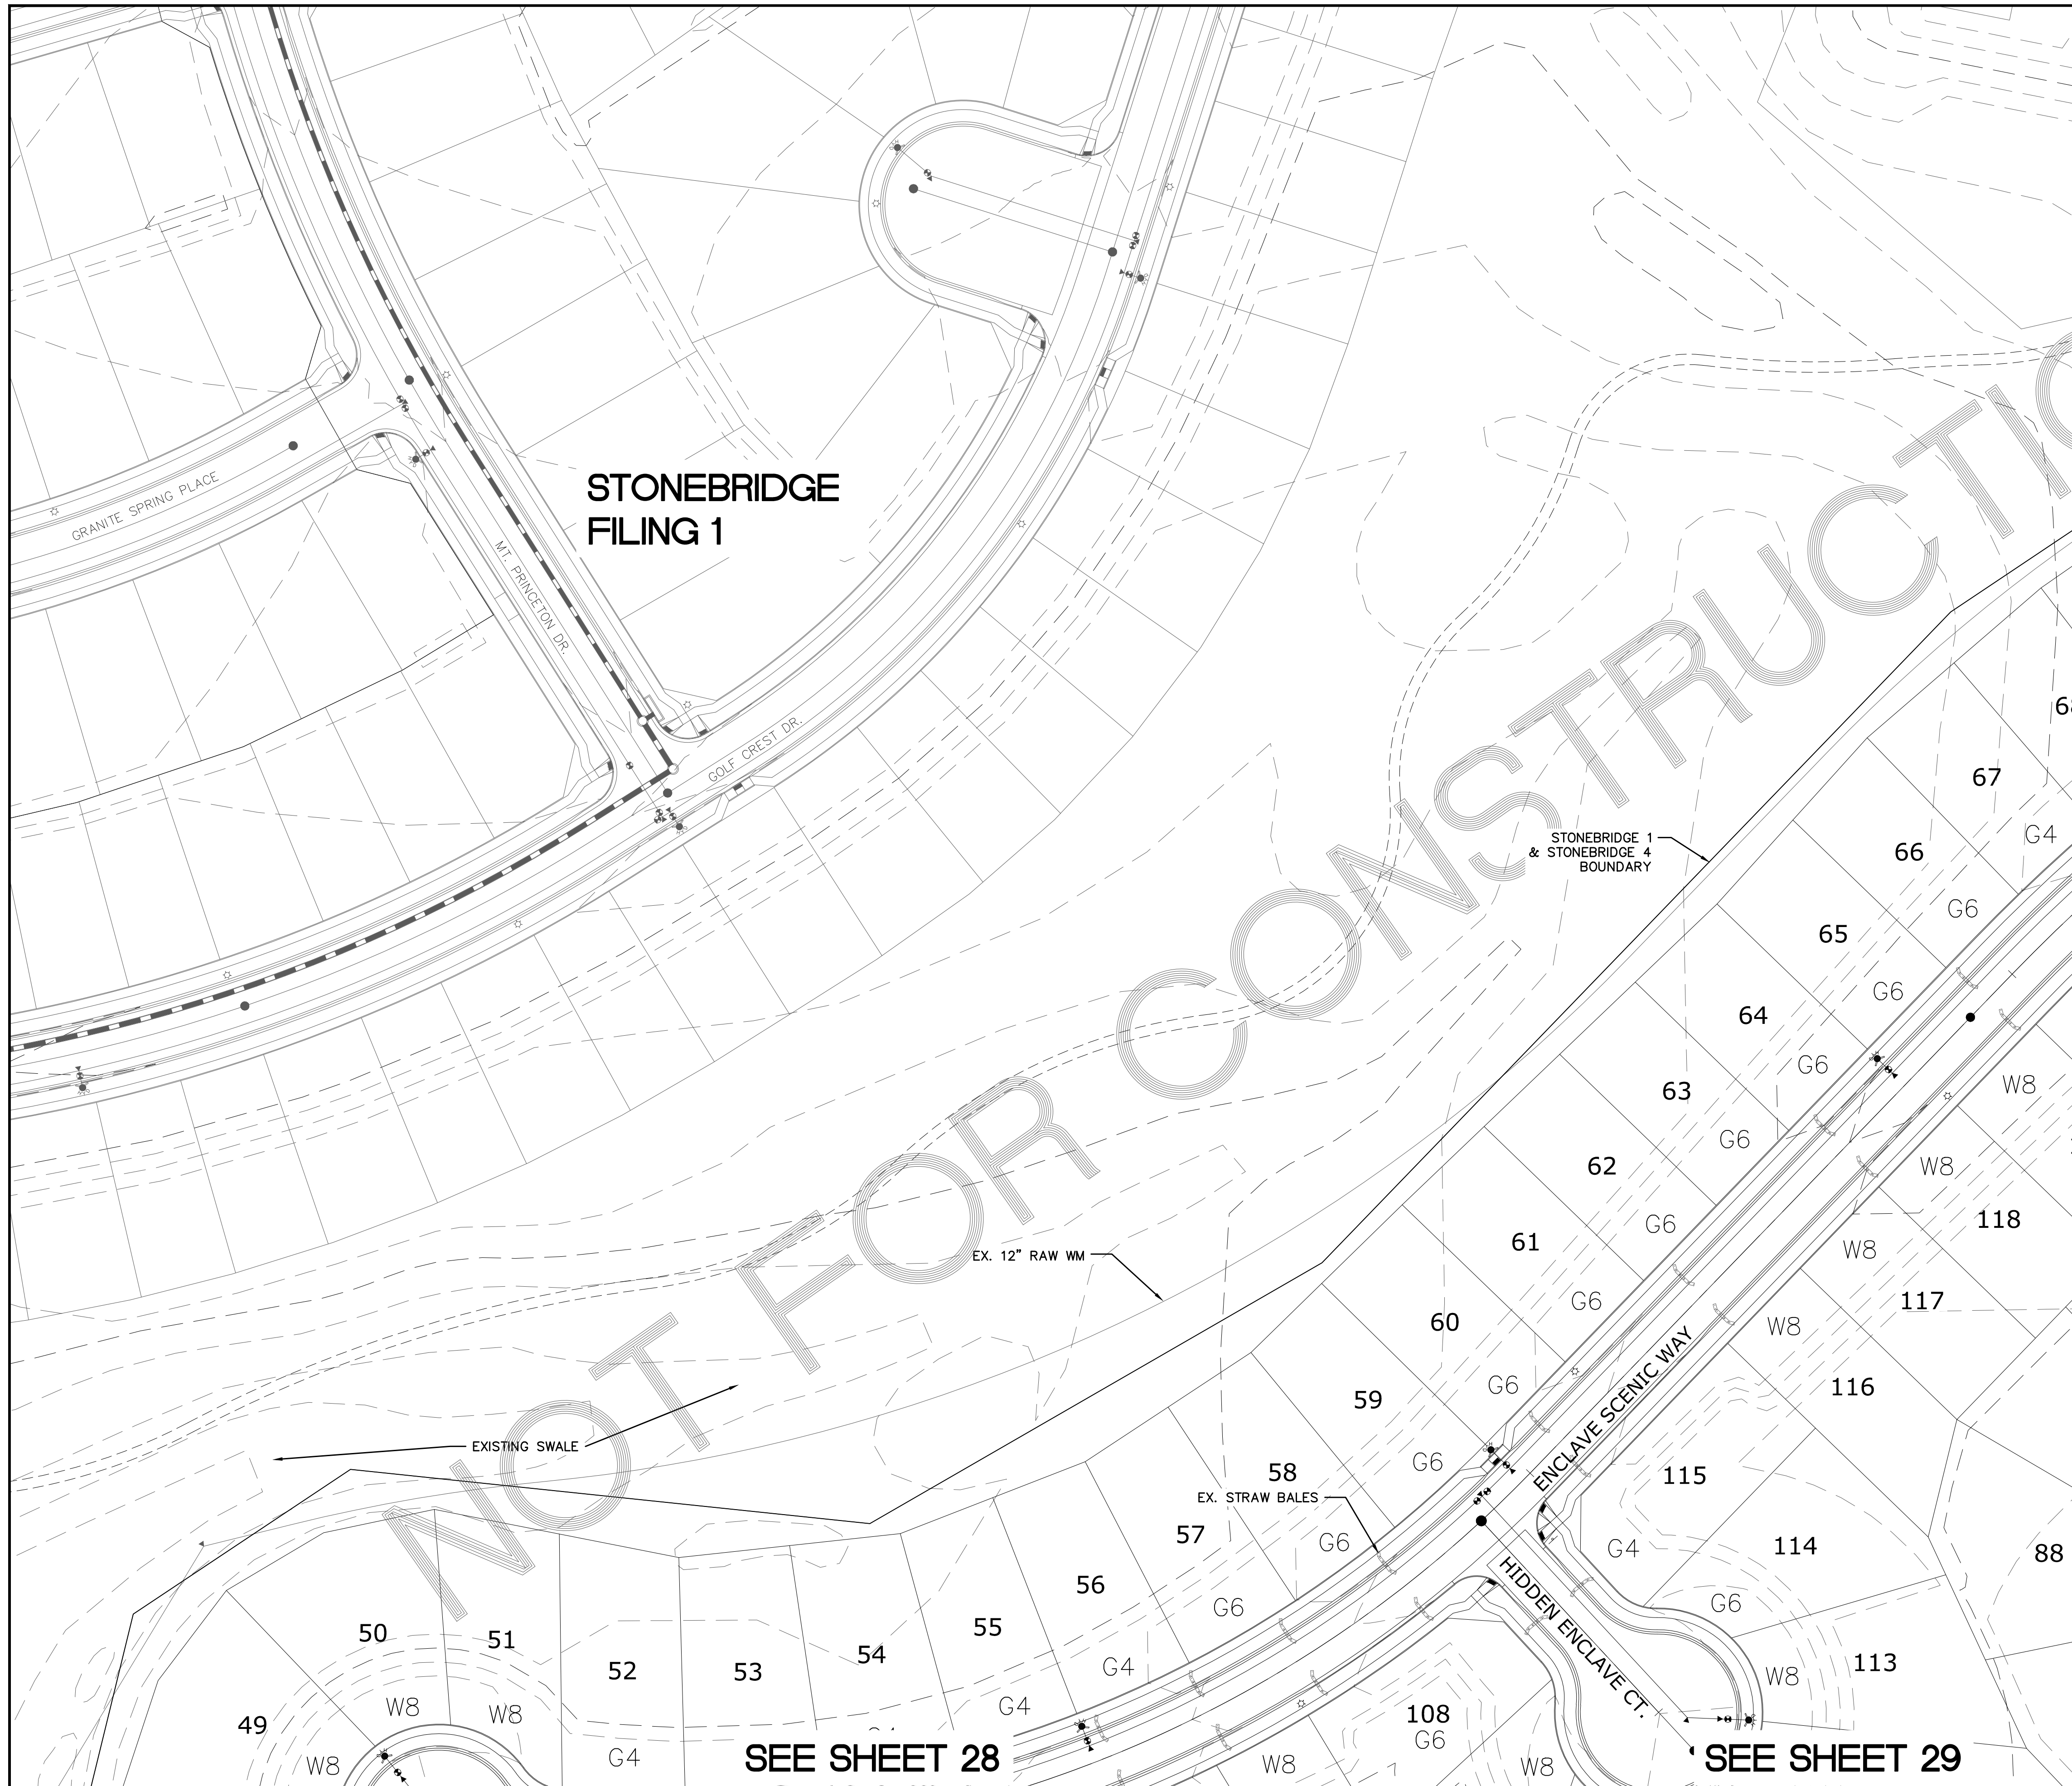 STONEBRIDGE
FILING 1
GRANITE SPRING PLACE
MT. PRINCETON DR.
GOLF CREST DR.
STONEBRIDGE 1
& STONEBRIDGE 4
BOUNDARY
EX. 12" RAW WM
EXISTING SWALE
EX. STRAW BALES
ENCLAVE SCENIC WAY
HIDDEN ENCLAVE CT.
NOT FOR CONSTRUCTIO
67
G4
66
G6
65
G6
64
G6
63
G6
62
G6
61
G6
60
G6
59
G6
58
G6
57
G6
56
G4
55
G4
54
53
52
G4
51
W8
50
W8
49
W8
W8
W8
118
W8
117
W8
116
115
G4
114
G6
113
W8
88
108
G6
W8
W8
SEE SHEET 28
SEE SHEET 29